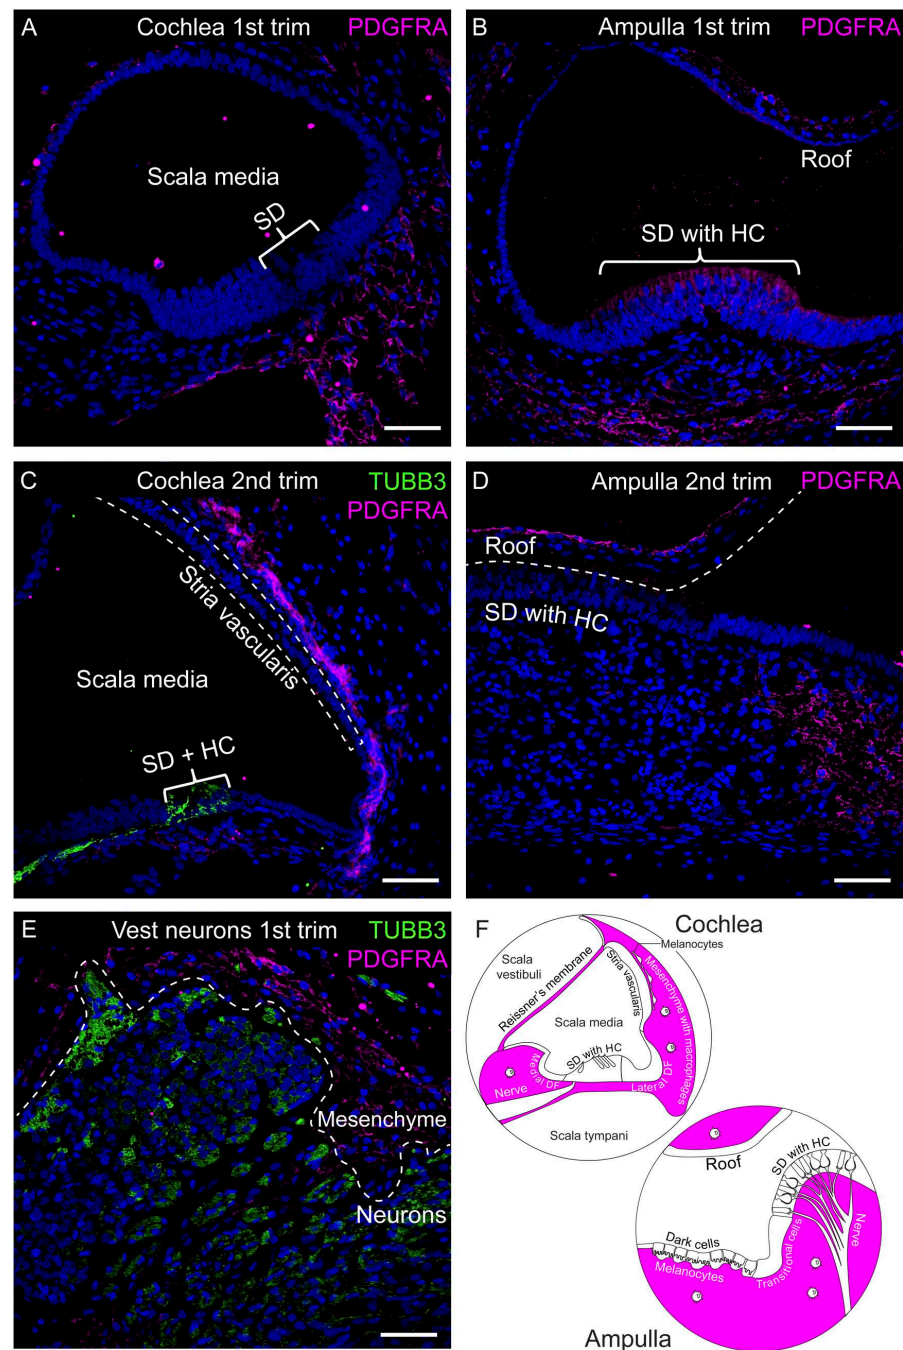 A Cochlea 1st trim PDGFRA
Scala media
SD
B Ampulla 1st trim PDGFRA
Roof
SD with HC
C Cochlea 2nd trim TUBB3
PDGFRA
Stria vascularis
Scala media
SD + HC
D Ampulla 2nd trim PDGFRA
Roof
SD with HC
E Vest neurons 1st trim TUBB3
PDGFRA
Mesenchyme
Neurons
F Cochlea
Melanocytes
Scala
vestibuli
Reissner's membrane
Stria vascularis
Mesenchyme with macrophages
Scala media
SD with HC
Medial DF
Lateral DF
Nerve
Scala tympani
Roof
SD with HC
Nerve
Dark cells
Melanocytes
Transitional cells
Ampulla